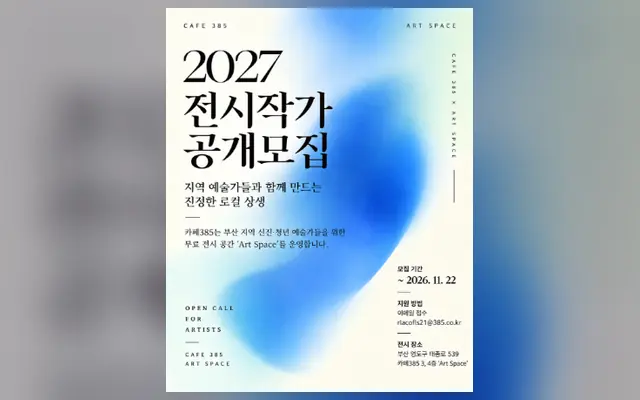 CAFE 385
ART SPACE
2027
전시작가
공개모집
CAFE 385 X ART SPACE
지역 예술가들과 함께 만드는
진정한 로컬 상생
카페385는 부산 지역 신진·청년 예술가들을 위한
무료 전시 공간 'Art Space'를 운영합니다.
모집 기간
~ 2026. 11. 22
지원 방법
이메일 접수
rlacofls21@385.co.kr
전시 장소
부산 영도구 태종로 539
카페385 3, 4층 'Art Space'
OPEN CALL
FOR
ARTISTS
CAFE 385
ART SPACE